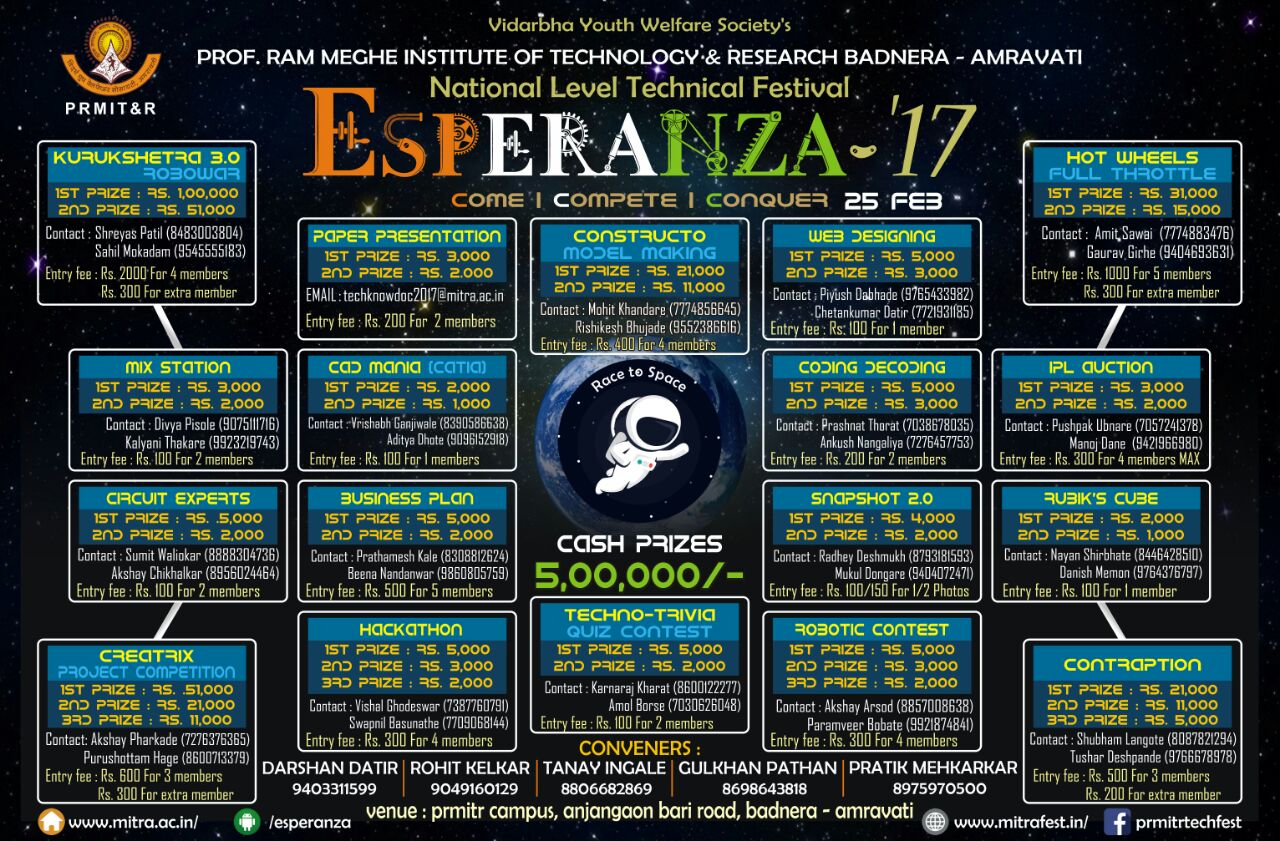 Vidarbha Youth Welfare Society's
PROF. RAM MEGHE INSTITUTE OF TECHNOLOGY & RESEARCH BADNERA - AMRAVATI
PRMIT&R
National Level Technical Festival
ESPERANZA-'17
COME | COMPETE | CONQUER 25 FEB
KURUKSHETRA 3.0
ROBOWAR
1ST PRIZE : RS. 1,00,000
2ND PRIZE : RS. 51,000
Contact : Shreyas Patil (8483003804)
Sahil Mokadam (9545555183)
Entry fee : Rs. 2000 For 4 members
Rs. 300 For extra member
PAPER PRESENTATION
1ST PRIZE : RS. 3,000
2ND PRIZE : RS. 2.000
EMAIL :techknowdoc2017@mitra.ac.in
Entry fee : Rs. 200 For 2 members
CONSTRUCTO
MODEL MAKING
1ST PRIZE : RS. 21,000
2ND PRIZE : RS. 11,000
Contact : Mohit Khandare (7774856645)
Rishikesh Bhujade (9552386616)
Entry fee : Rs. 400 For 4 members
WEB DESIGNING
1ST PRIZE : RS. 5,000
2ND PRIZE : RS. 3,000
Contact : Piyush Dabhade (9765433982)
Chetankumar Datir (7721931185)
Entry fee : Rs. 100 For 1 member
HOT WHEELS
FULL THROTTLE
1ST PRIZE : RS. 31,000
2ND PRIZE : RS. 15,000
Contact : Amit Sawai (7774883476)
Gaurav Girhe (9404693631)
Entry fee : Rs. 1000 For 5 members
Rs. 300 For extra member
MIX STATION
1ST PRIZE : RS. 3,000
2ND PRIZE : RS. 2,000
Contact : Divya Pisole (9075111716)
Kalyani Thakare (9923219743)
Entry fee : Rs. 100 For 2 members
CAD MANIA (CATIA)
1ST PRIZE : RS. 2,000
2ND PRIZE : RS. 1,000
Contact : Vrishabh Ganjiwale (8390586638)
Aditya Dhote (9096152918)
Entry fee : Rs. 100 For 1 members
Race to Space
CODING DECODING
1ST PRIZE : RS. 5,000
2ND PRIZE : RS. 3,000
Contact : Prashnat Thorat (7038678035)
Ankush Nangaliya (7276457753)
Entry fee : Rs. 200 For 2 members
IPL AUCTION
1ST PRIZE : RS. 3,000
2ND PRIZE : RS. 2,000
Contact : Pushpak Ubnare (7057241378)
Manoj Dane (9421966980)
Entry fee : Rs. 300 For 4 members MAX
CIRCUIT EXPERTS
1ST PRIZE : RS. .5,000
2ND PRIZE : RS. 2,000
Contact : Sumit Waliokar (8888304736)
Akshay Chikhalkar (8956024464)
Entry fee : Rs. 100 For 2 members
BUSINESS PLAN
1ST PRIZE : RS. 5,000
2ND PRIZE : RS. 2,000
Contact : Prathamesh Kale (8308812624)
Beena Nandanwar (9860805759)
Entry fee : Rs. 500 For 5 members
CASH PRIZES
5,00,000/-
SNAPSHOT 2.0
1ST PRIZE : RS. 4,000
2ND PRIZE : RS. 2,000
Contact : Radhey Deshmukh (8793181593)
Mukul Dongare (9404072471)
Entry fee : Rs. 100/150 For 1/2 Photos
RUBIK'S CUBE
1ST PRIZE : RS. 2,000
2ND PRIZE : RS. 1,000
Contact : Nayan Shirbhate (8446428510)
Danish Memon (9764376797)
Entry fee : Rs. 100 For 1 member
CREATRIX
PROJECT COMPETITION
1ST PRIZE : RS. .51,000
2ND PRIZE : RS. 21,000
3RD PRIZE : RS. 11,000
Contact: Akshay Pharkade (7276376365)
Purushottam Hage (8600713379)
Entry fee : Rs. 600 For 3 members
Rs. 300 For extra member
HACKATHON
1ST PRIZE : RS. 5,000
2ND PRIZE : RS. 3,000
3RD PRIZE : RS. 2,000
Contact : Vishal Ghodeswar (7387760791)
Swapnil Basunathe (7709068144)
Entry fee : Rs. 300 For 4 members
TECHNO-TRIVIA
QUIZ CONTEST
1ST PRIZE : RS. 5,000
2ND PRIZE : RS. 2,000
Contact : Karnaraj Kharat (8600122277)
Amol Borse (7030626048)
Entry fee : Rs. 100 For 2 members
ROBOTIC CONTEST
1ST PRIZE : RS. 5,000
2ND PRIZE : RS. 3,000
3RD PRIZE : RS. 2,000
Contact : Akshay Arsod (8857008638)
Paramveer Bobate (9921874841)
Entry fee : Rs. 300 For 4 members
CONTRAPTION
1ST PRIZE : RS. 21,000
2ND PRIZE : RS. 11,000
3RD PRIZE : RS. 5,000
Contact : Shubham Langote (8087821294)
Tushar Deshpande (9766678978)
Entry fee : Rs. 500 For 3 members
Rs. 200 For extra member
CONVENERS :
DARSHAN DATIR | ROHIT KELKAR | TANAY INGALE | GULKHAN PATHAN | PRATIK MEHKARKAR
9403311599 9049160129 8806682869 8698643818 8975970500
venue : prmitr campus, anjangaon bari road, badnera - amravati
www.mitra.ac.in/ /esperanza www.mitrafest.in/ prmitrtechfest